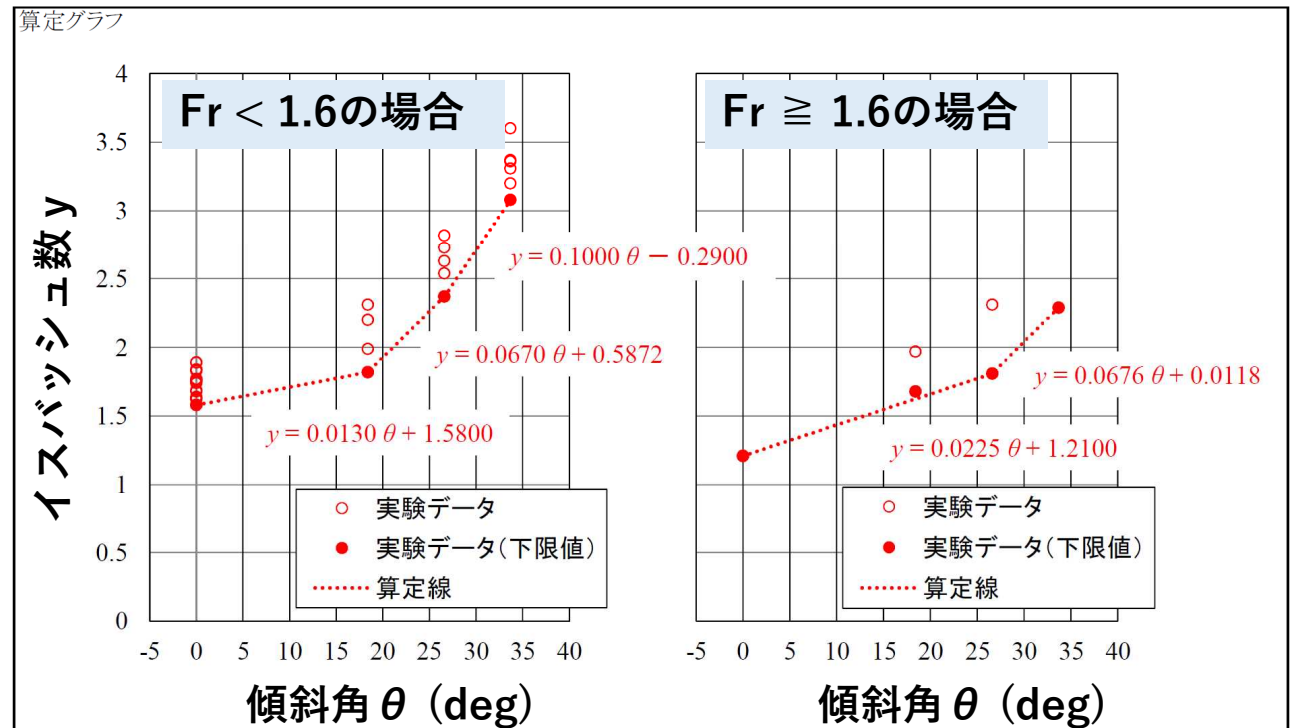 算定グラフ
Fr < 1.6の場合
イスバッシュ数 y
4
3.5
3
2.5
2
1.5
1
0.5
0
y = 0.1000 θ − 0.2900
y = 0.0670 θ + 0.5872
y = 0.0130 θ + 1.5800
実験データ
実験データ(下限値)
算定線
-5 0 5 10 15 20 25 30 35 40
傾斜角 θ (deg)
Fr ≧ 1.6の場合
y = 0.0676 θ + 0.0118
y = 0.0225 θ + 1.2100
実験データ
実験データ(下限値)
算定線
-5 0 5 10 15 20 25 30 35 40
傾斜角 θ (deg)